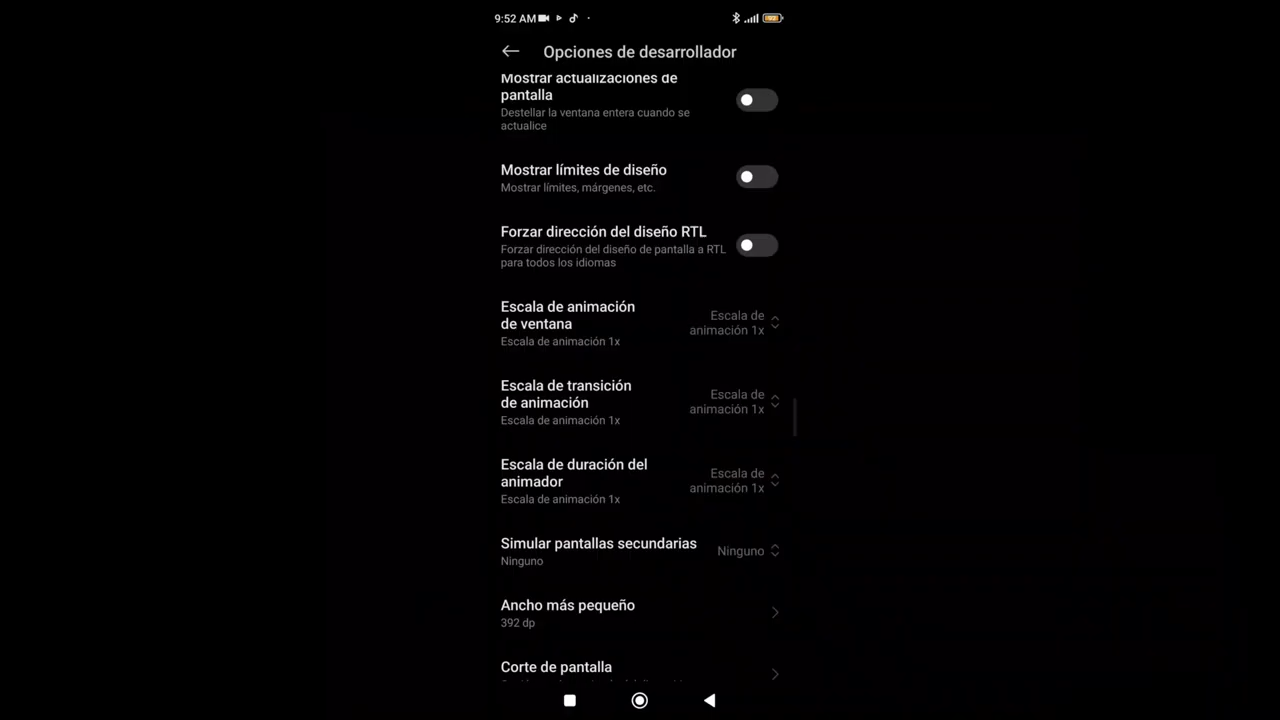 9:52 AM
Opciones de desarrollador
Mostrar actualizaciones de
pantalla
Destellar la ventana entera cuando se
actualice
Mostrar límites de diseño
Mostrar límites, márgenes, etc.
Forzar dirección del diseño RTL
Forzar dirección del diseño de pantalla a RTL
para todos los idiomas
Escala de animación
de ventana
Escala de animación 1x
Escala de
animación 1x
Escala de transición
de animación
Escala de animación 1x
Escala de
animación 1x
Escala de duración del
animador
Escala de animación 1x
Escala de
animación 1x
Simular pantallas secundarias
Ninguno
Ninguno
Ancho más pequeño
392 dp
Corte de pantalla